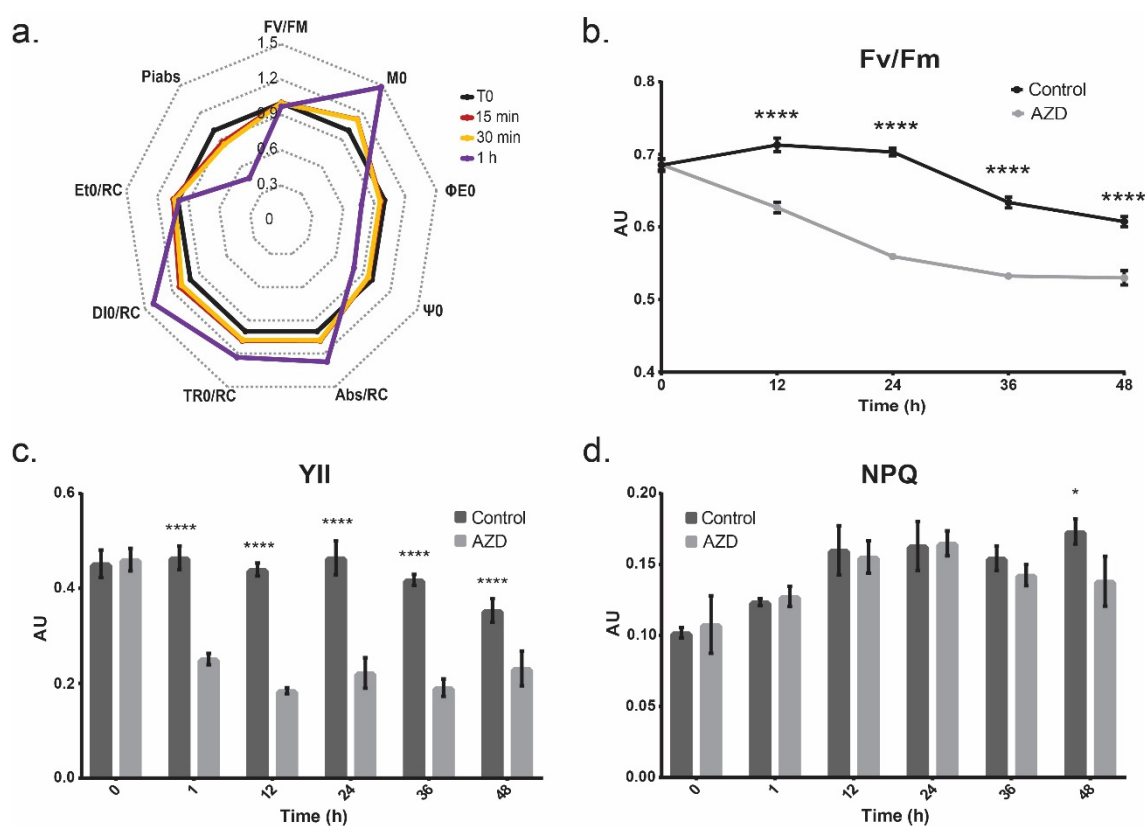 a.
FV/FM
1.5
1.2
0.9
0.6
0.3
0
M0
ΦE0
Ψ0
Abs/RC
TR0/RC
DI0/RC
Et0/RC
Piabs
T0
15 min
30 min
1 h
b.
Fv/Fm
0.8
0.7
0.6
0.5
0.4
AU
**** **** **** ****
Control
AZD
0 12 24 36 48
Time (h)
c.
YII
0.6
0.4
0.2
0.0
AU
**** **** **** **** ****
Control
AZD
0 1 12 24 36 48
Time (h)
d.
NPQ
0.20
0.15
0.10
0.05
0.00
AU
*
Control
AZD
0 1 12 24 36 48
Time (h)